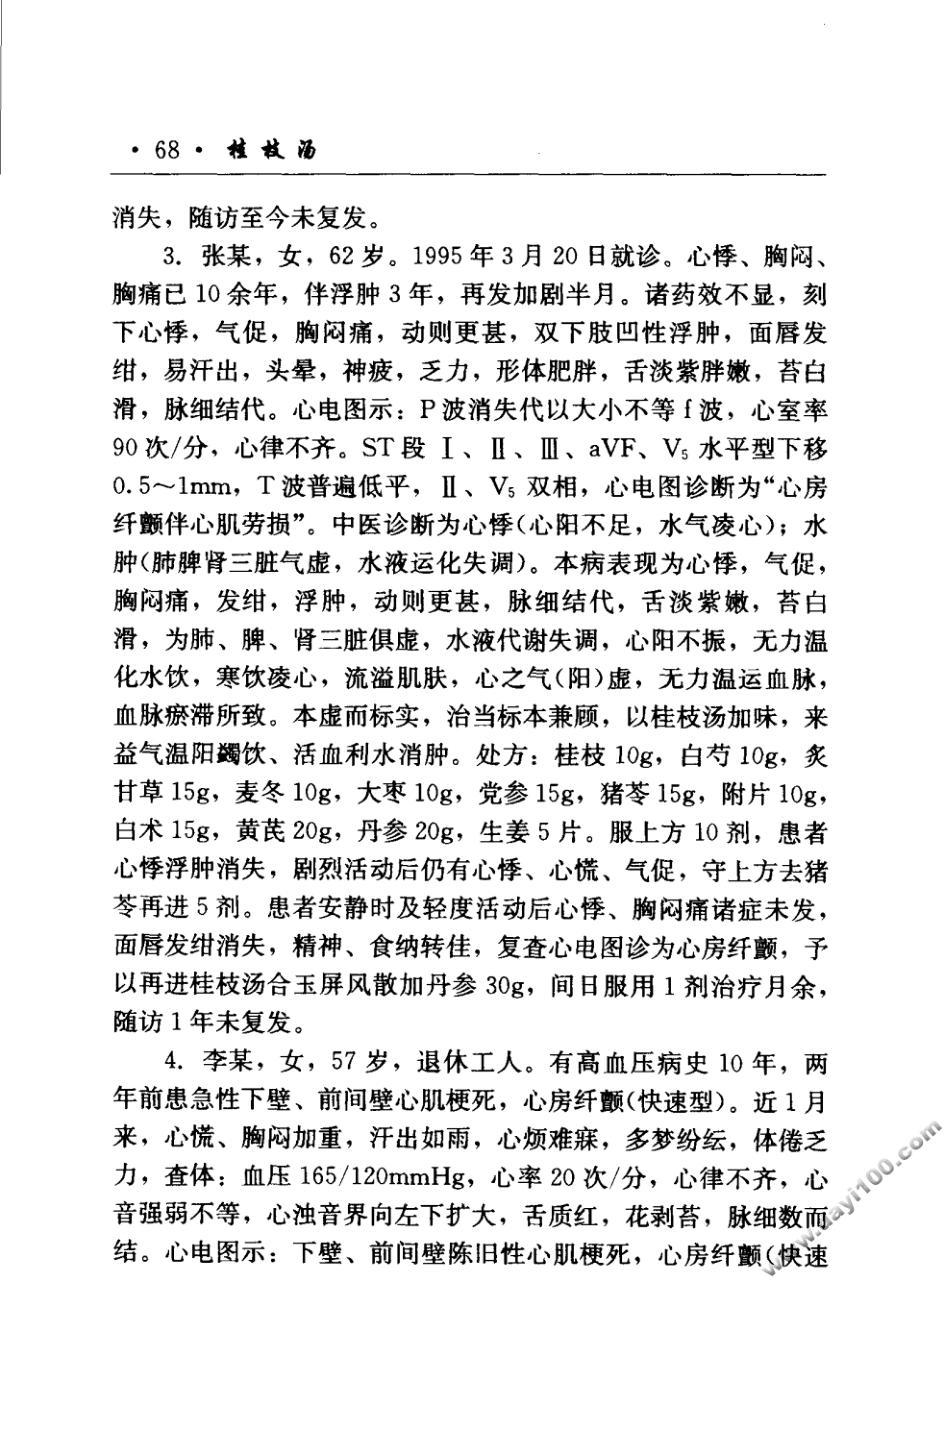 · 68 · 桂枝汤
消失，随访至今未复发。
3. 张某，女，62 岁。1995 年 3 月 20 日就诊。心悸、胸闷、
胸痛已 10 余年，伴浮肿 3 年，再发加剧半月。诸药效不显，刻
下心悸，气促，胸闷痛，动则更甚，双下肢凹性浮肿，面唇发
绀，易汗出，头晕，神疲，乏力，形体肥胖，舌淡紫胖嫩，苔白
滑，脉细结代。心电图示：P 波消失代以大小不等 f 波，心室率
90 次/分，心律不齐。ST 段 Ⅰ、Ⅱ、Ⅲ、aVF、V₅ 水平型下移
0.5～1mm，T 波普遍低平，Ⅱ、V₅ 双相，心电图诊断为“心房
纤颤伴心肌劳损”。中医诊断为心悸(心阳不足，水气凌心)；水
肿(肺脾肾三脏气虚，水液运化失调)。本病表现为心悸，气促，
胸闷痛，发绀，浮肿，动则更甚，脉细结代，舌淡紫嫩，苔白
滑，为肺、脾、肾三脏俱虚，水液代谢失调，心阳不振，无力温
化水饮，寒饮凌心，流溢肌肤，心之气(阳)虚，无力温运血脉，
血脉瘀滞所致。本虚而标实，治当标本兼顾，以桂枝汤加味，来
益气温阳蠲饮、活血利水消肿。处方：桂枝 10g，白芍 10g，炙
甘草 15g，麦冬 10g，大枣 10g，党参 15g，猪苓 15g，附片 10g，
白术 15g，黄芪 20g，丹参 20g，生姜 5 片。服上方 10 剂，患者
心悸浮肿消失，剧烈活动后仍有心悸、心慌、气促，守上方去猪
苓再进 5 剂。患者安静时及轻度活动后心悸、胸闷痛诸症未发，
面唇发绀消失，精神、食纳转佳，复查心电图诊为心房纤颤，予
以再进桂枝汤合玉屏风散加丹参 30g，间日服用 1 剂治疗月余，
随访 1 年未复发。
4. 李某，女，57 岁，退休工人。有高血压病史 10 年，两
年前患急性下壁、前间壁心肌梗死，心房纤颤(快速型)。近 1 月
来，心慌、胸闷加重，汗出如雨，心烦难寐，多梦纷纭，体倦乏
力，查体：血压 165/120mmHg，心率 20 次/分，心律不齐，心
音强弱不等，心浊音界向左下扩大，舌质红，花剥苔，脉细数而
结。心电图示：下壁、前间壁陈旧性心肌梗死，心房纤颤(快速
www.dayi100.com